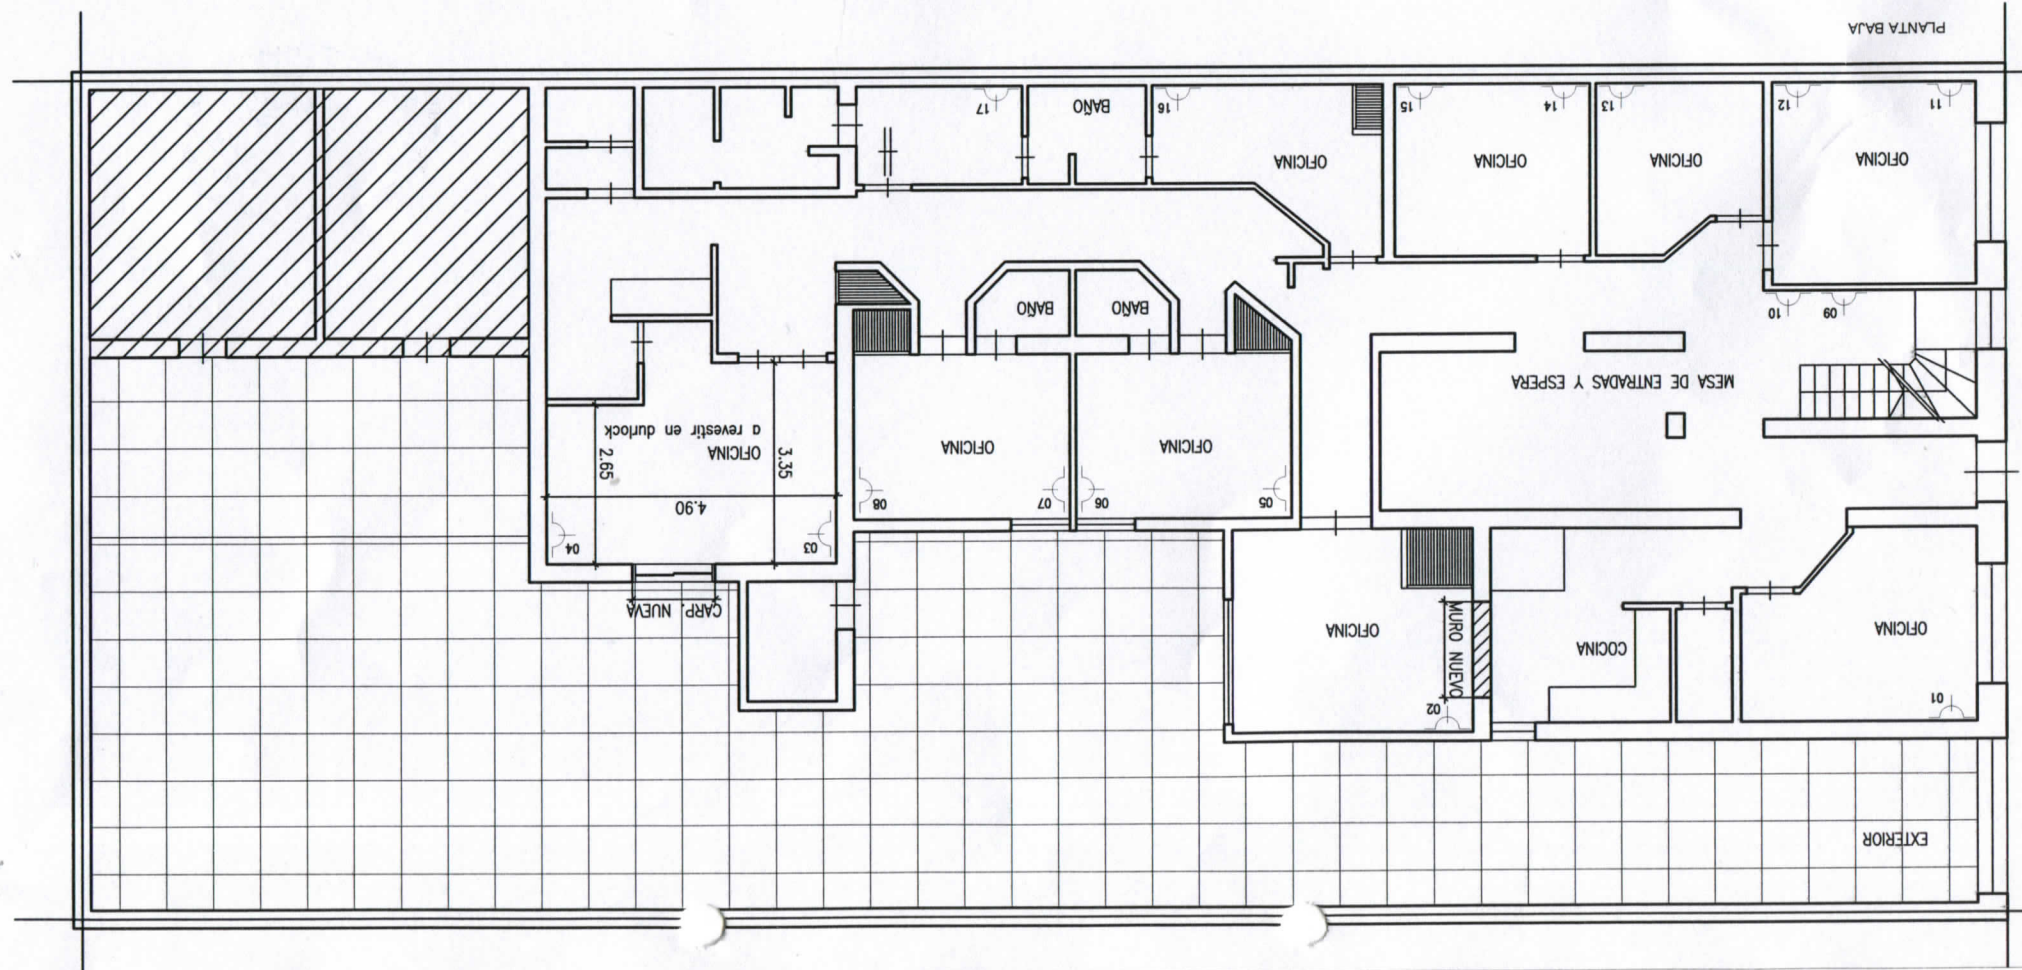 EXTERIOR
01
OFICINA
COCINA
MURO NUEVO
02
OFICINA
CARP. NUEVA
03
04
4.90
3.35
2.65
OFICINA
a revestir en durlock
05
06
07
08
OFICINA
OFICINA
MESA DE ENTRADAS Y ESPERA
09
10
BAÑO
BAÑO
OFICINA
OFICINA
OFICINA
OFICINA
11
12
13
14
15
16
BAÑO
17
PLANTA BAJA